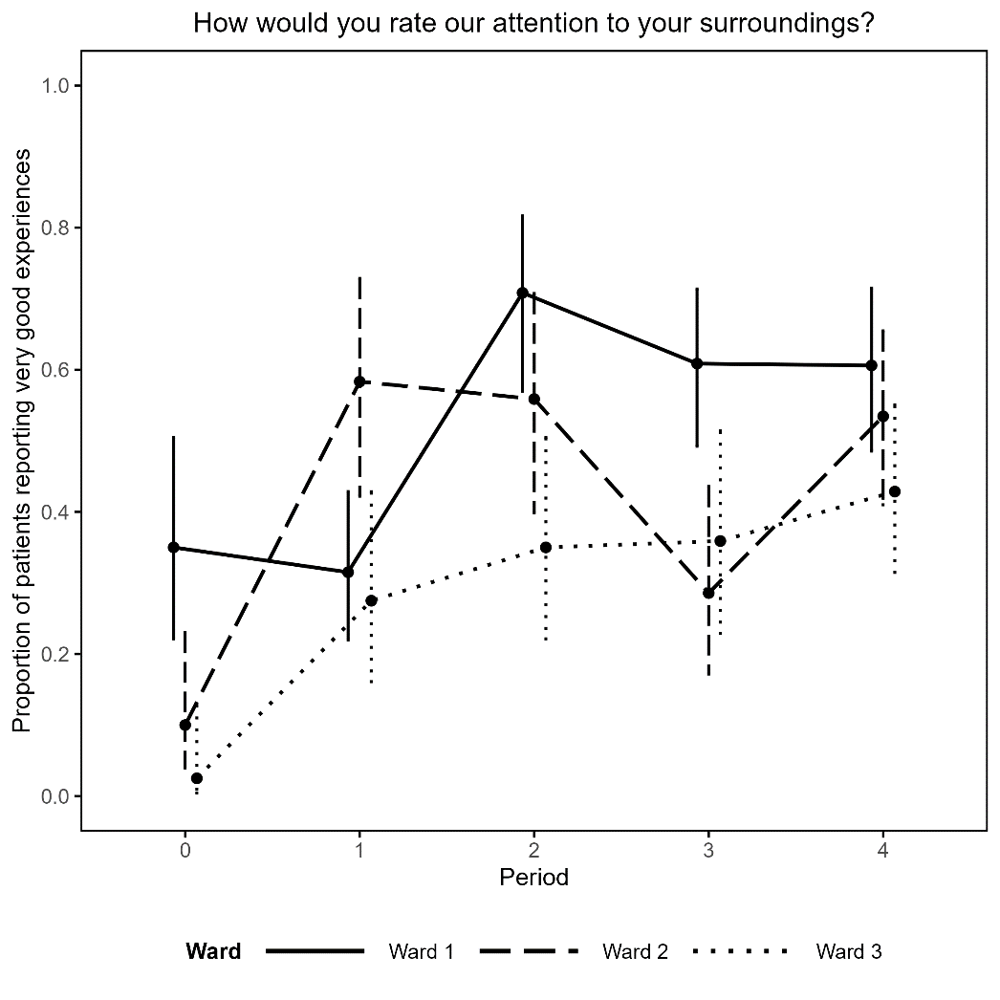 How would you rate our attention to your surroundings?
Proportion of patients reporting very good experiences
1.0
0.8
0.6
0.4
0.2
0.0
0 1 2 3 4
Period
Ward Ward 1 Ward 2 Ward 3